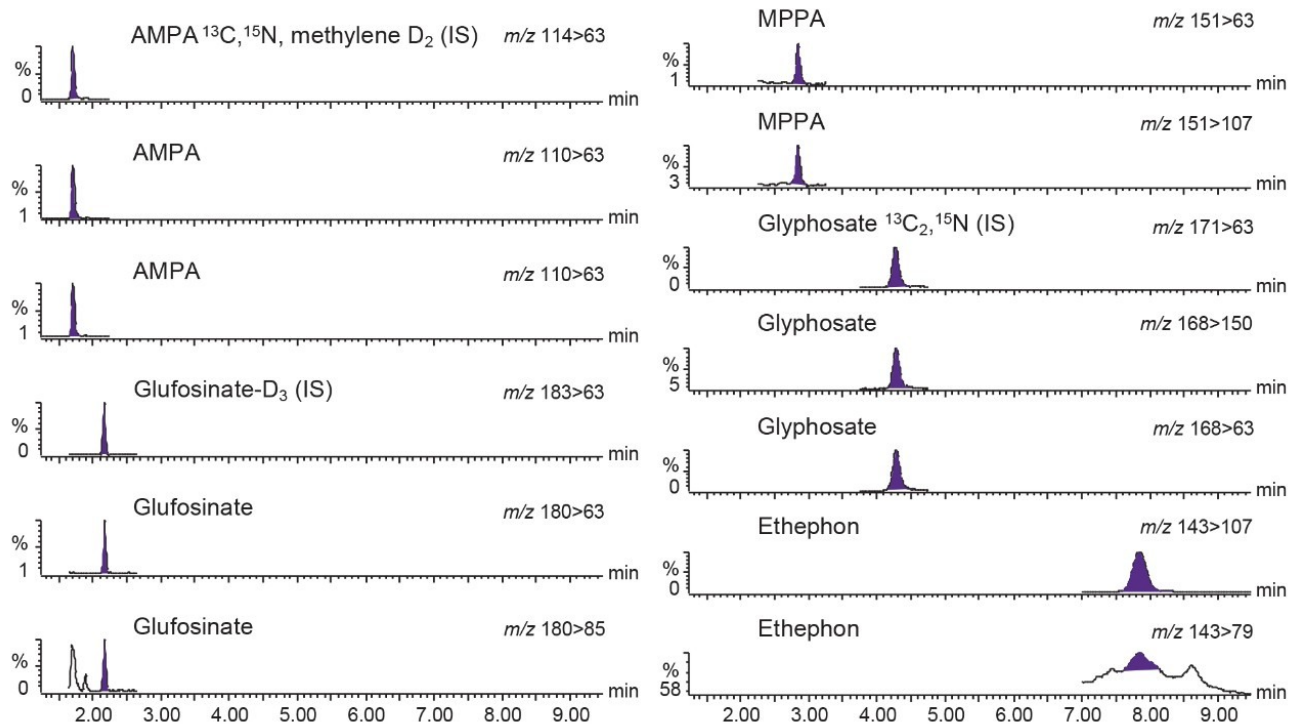 AMPA ¹³C,¹⁵N, methylene D₂ (IS) m/z 114>63
%
0
min
AMPA m/z 110>63
%
1
min
AMPA m/z 110>63
%
1
min
Glufosinate-D₃ (IS) m/z 183>63
%
0
min
Glufosinate m/z 180>63
%
1
min
Glufosinate m/z 180>85
%
0
min
2.00 3.00 4.00 5.00 6.00 7.00 8.00 9.00
MPPA m/z 151>63
%
1
min
MPPA m/z 151>107
%
3
min
Glyphosate ¹³C₂,¹⁵N (IS) m/z 171>63
%
0
min
Glyphosate m/z 168>150
%
5
min
Glyphosate m/z 168>63
%
0
min
Ethephon m/z 143>107
%
0
min
Ethephon m/z 143>79
%
58
min
2.00 3.00 4.00 5.00 6.00 7.00 8.00 9.00